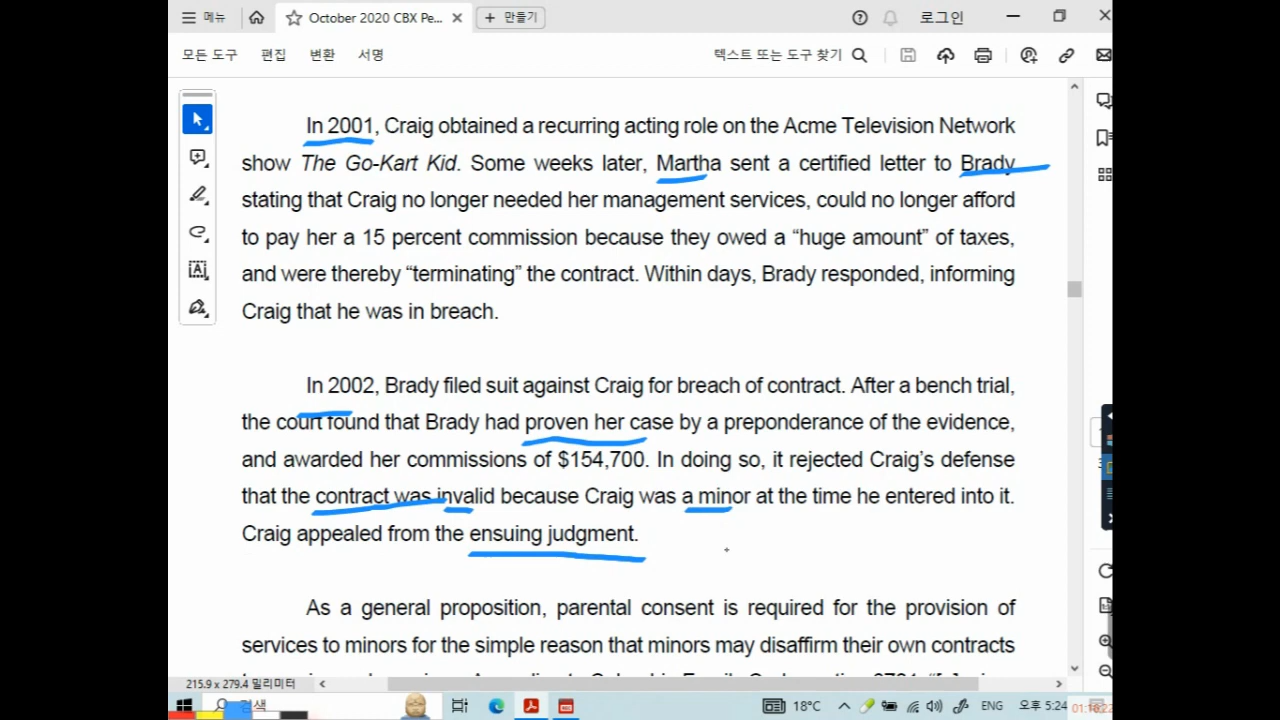 메뉴
October 2020 CBX Pe...
+ 만들기
로그인
모든 도구 편집 변환 서명
텍스트 또는 도구 찾기
In 2001, Craig obtained a recurring acting role on the Acme Television Network
show The Go-Kart Kid. Some weeks later, Martha sent a certified letter to Brady
stating that Craig no longer needed her management services, could no longer afford
to pay her a 15 percent commission because they owed a “huge amount” of taxes,
and were thereby “terminating” the contract. Within days, Brady responded, informing
Craig that he was in breach.
In 2002, Brady filed suit against Craig for breach of contract. After a bench trial,
the court found that Brady had proven her case by a preponderance of the evidence,
and awarded her commissions of $154,700. In doing so, it rejected Craig’s defense
that the contract was invalid because Craig was a minor at the time he entered into it.
Craig appealed from the ensuing judgment.
As a general proposition, parental consent is required for the provision of
services to minors for the simple reason that minors may disaffirm their own contracts
215.9 x 279.4 밀리미터
검색
18°C
ENG
오후 5:24